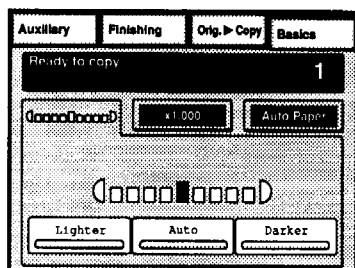 Auxiliary Finishing Orig. ▶ Copy Basics
Ready to copy 1
x1.000 Auto Paper
Lighter Auto Darker